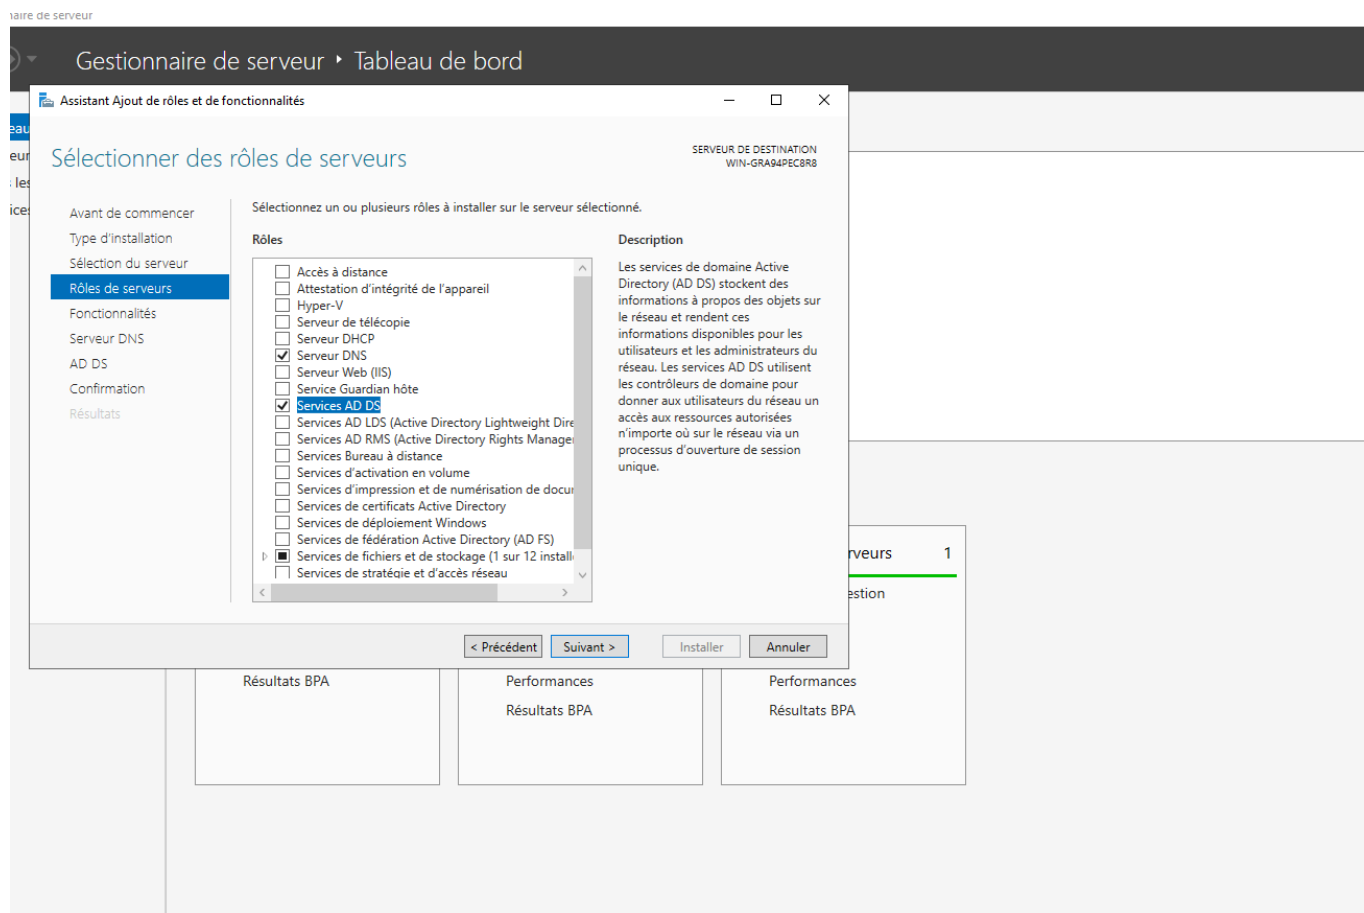 naire de serveur
Gestionnaire de serveur • Tableau de bord
Assistant Ajout de rôles et de fonctionnalités
Sélectionner des rôles de serveurs
SERVEUR DE DESTINATION
WIN-GRA94PEC8R8
Avant de commencer
Type d'installation
Sélection du serveur
Rôles de serveurs
Fonctionnalités
Serveur DNS
AD DS
Confirmation
Résultats
Sélectionnez un ou plusieurs rôles à installer sur le serveur sélectionné.
Rôles
Accès à distance
Attestation d'intégrité de l'appareil
Hyper-V
Serveur de télécopie
Serveur DHCP
Serveur DNS
Serveur Web (IIS)
Service Guardian hôte
Services AD DS
Services AD LDS (Active Directory Lightweight Dire
Services AD RMS (Active Directory Rights Manage
Services Bureau à distance
Services d'activation en volume
Services d'impression et de numérisation de docu
Services de certificats Active Directory
Services de déploiement Windows
Services de fédération Active Directory (AD FS)
Services de fichiers et de stockage (1 sur 12 install
Services de stratégie et d'accès réseau
Description
Les services de domaine Active
Directory (AD DS) stockent des
informations à propos des objets sur
le réseau et rendent ces
informations disponibles pour les
utilisateurs et les administrateurs du
réseau. Les services AD DS utilisent
les contrôleurs de domaine pour
donner aux utilisateurs du réseau un
accès aux ressources autorisées
n'importe où sur le réseau via un
processus d'ouverture de session
unique.
< Précédent
Suivant >
Installer
Annuler
eau
eur
les
ices
rveurs 1
estion
Résultats BPA
Performances
Résultats BPA
Performances
Résultats BPA